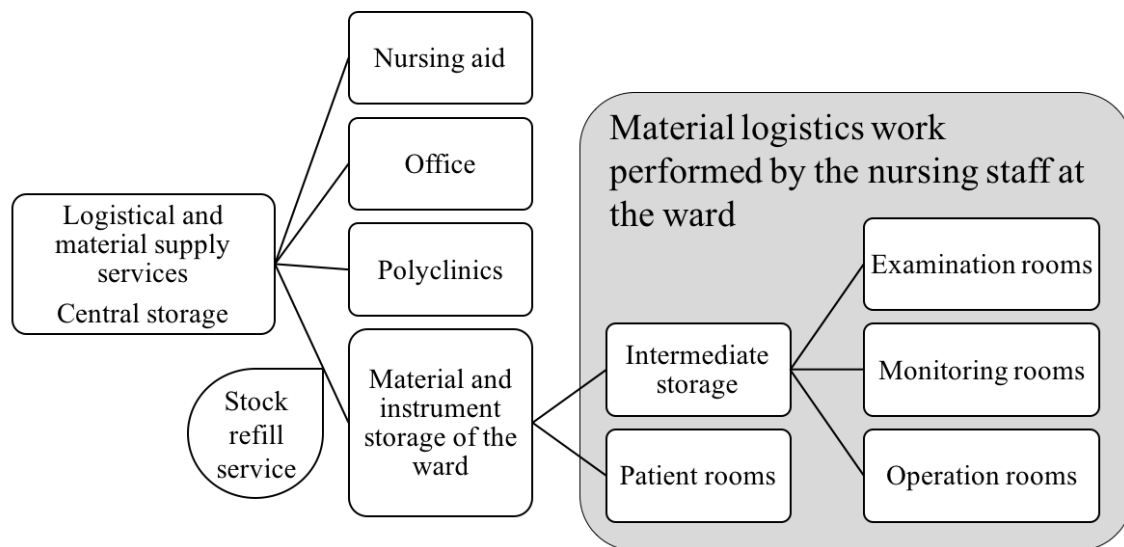 Nursing aid
Office
Logistical and
material supply
services
Central storage
Polyclinics
Stock
refill
service
Material and
instrument
storage of the
ward
Material logistics work
performed by the nursing staff at
the ward
Intermediate
storage
Patient rooms
Examination rooms
Monitoring rooms
Operation rooms